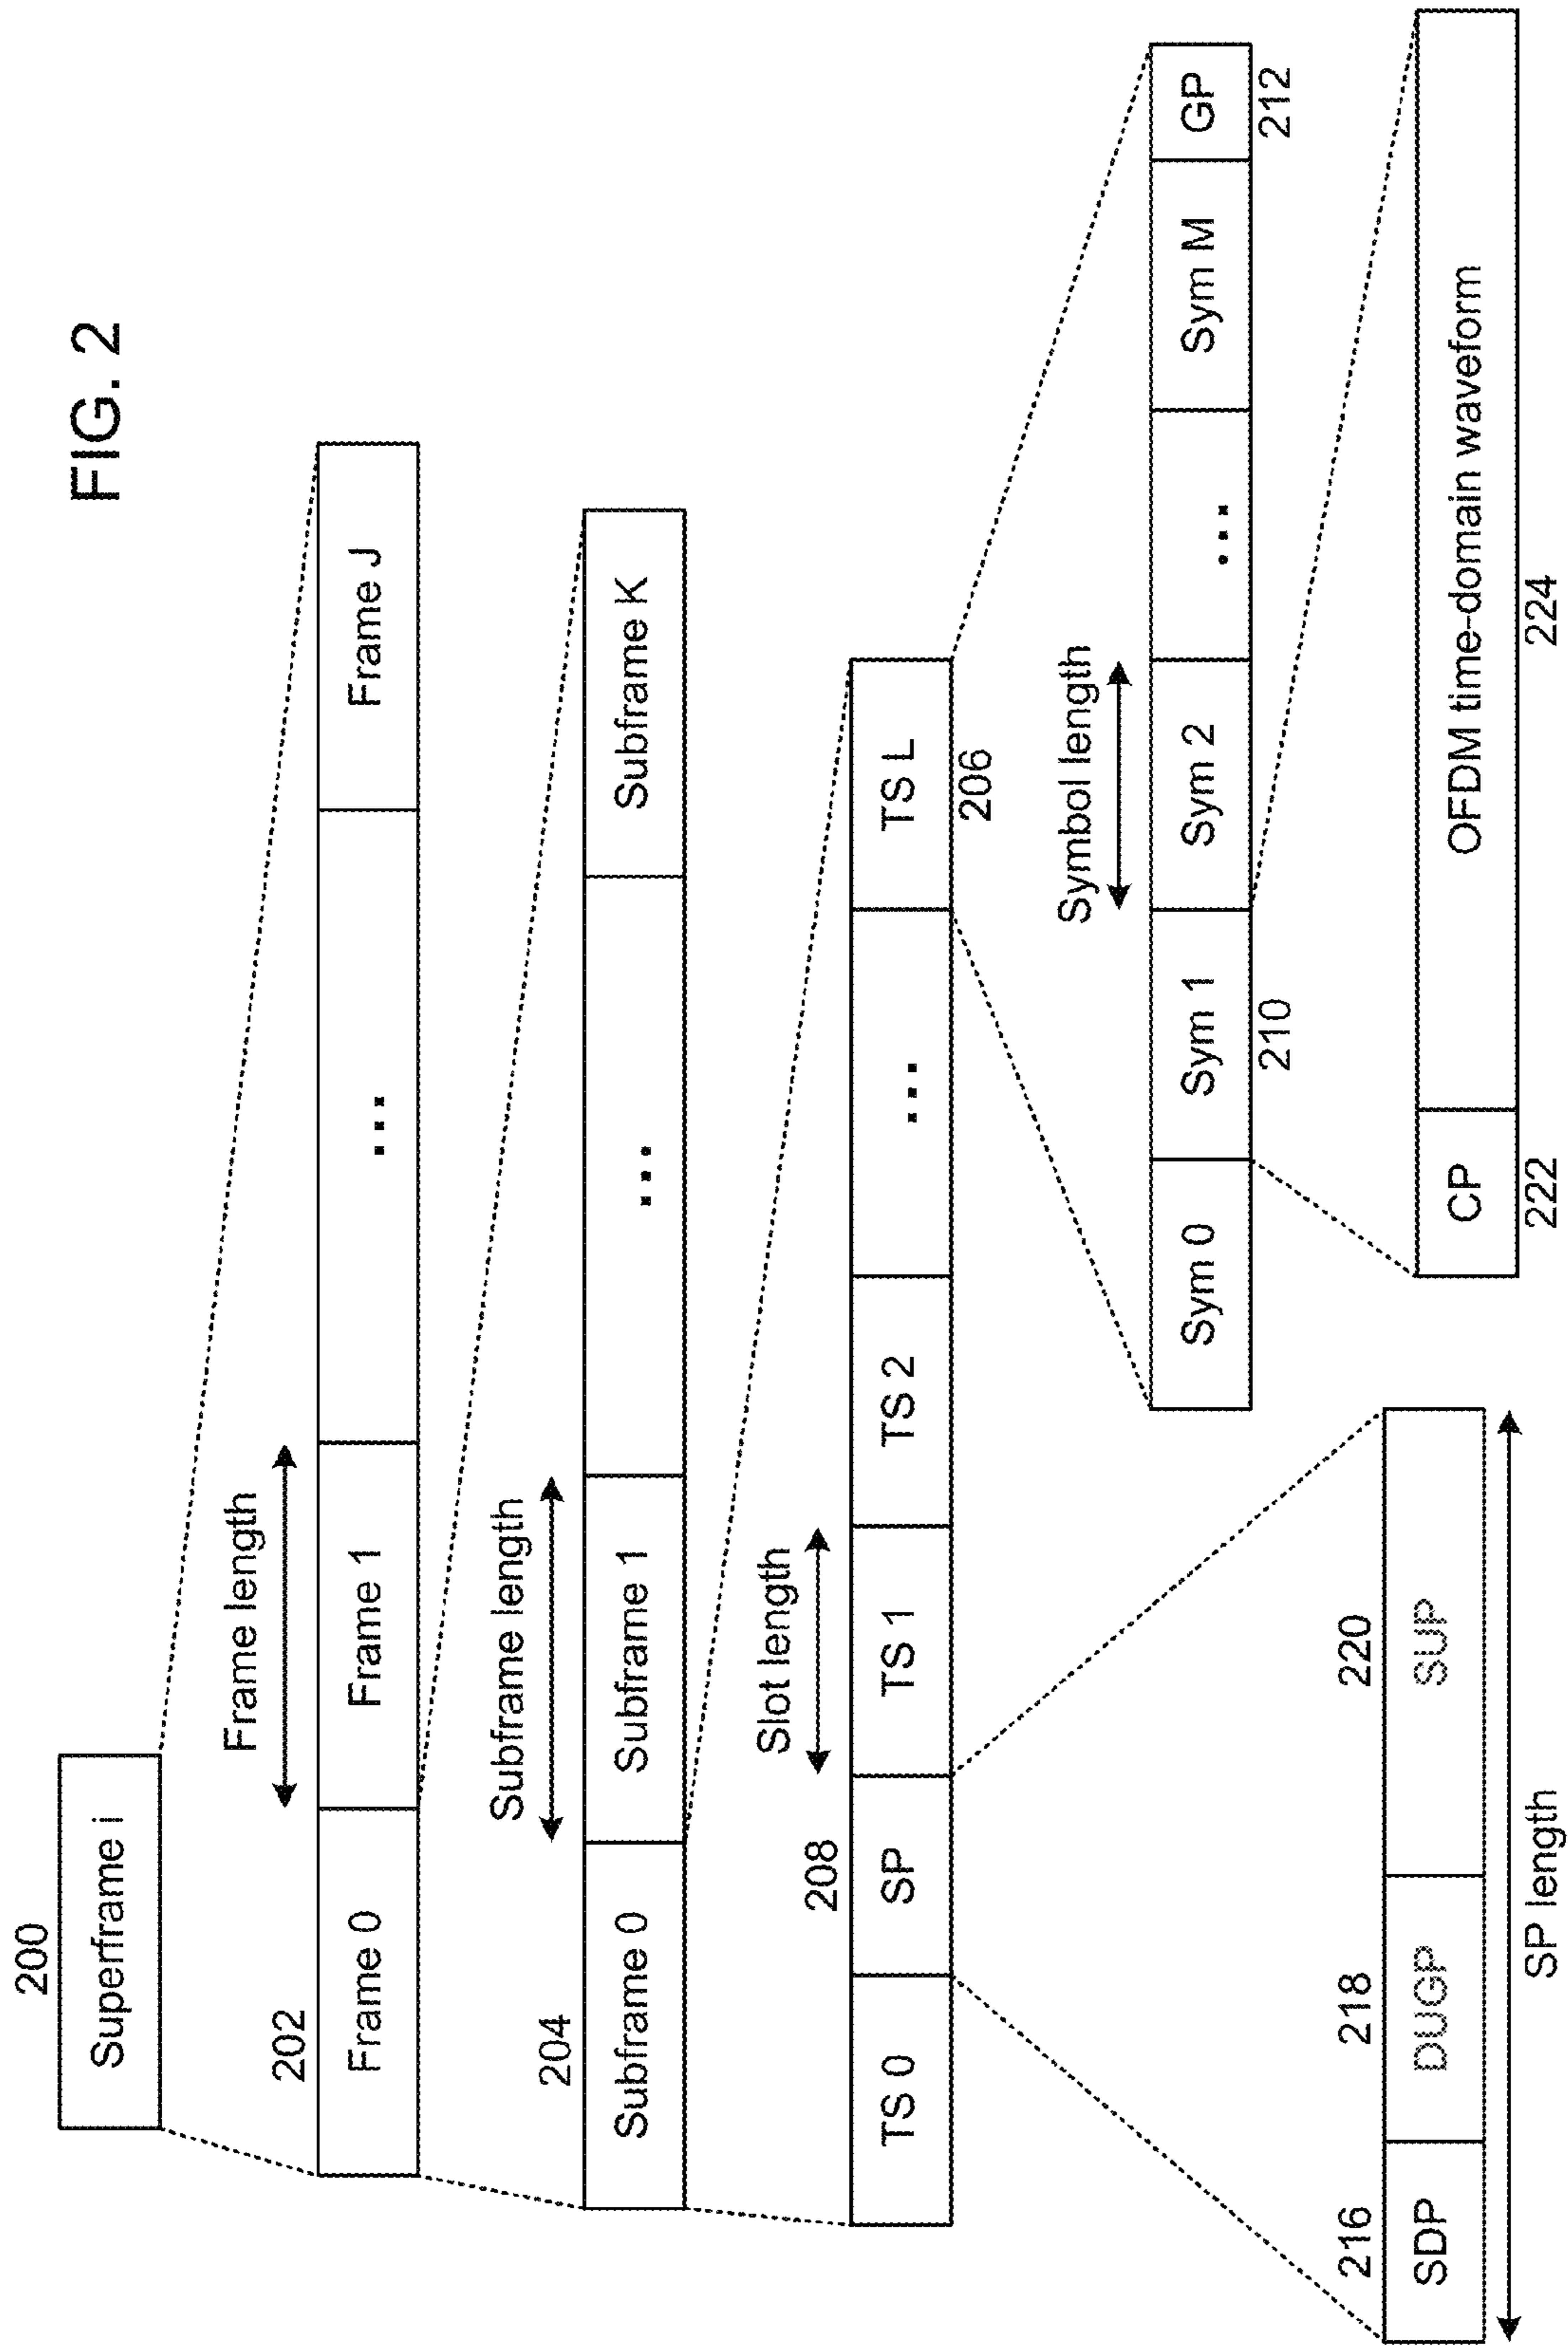 FIG. 2
200
Superframe i
Frame length
202
Frame 0
Frame 1
...
Frame J
Subframe length
204
Subframe 0
Subframe 1
...
Subframe K
Slot length
208
TS 0
SP
TS 1
TS 2
...
TS L
206
Symbol length
Sym 0
Sym 1
Sym 2
...
Sym M
GP
210
212
216
218
220
SDP
DUGP
SUP
SP length
CP
OFDM time-domain waveform
222
224